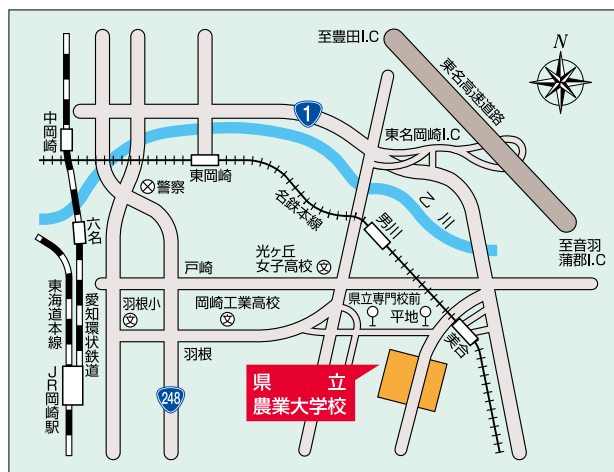 至豊田I.C
N
東名高速道路
1
中岡崎
東名岡崎I.C
東岡崎
警察
名鉄本線
男川
乙川
六名
至音羽
蒲郡I.C
光ヶ丘
女子高校
文
戸崎
東海道本線
愛知環状鉄道
羽根小
文
岡崎工業高校
文
県立専門校前
平地
美合
羽根
JR岡崎駅
248
県立
農業大学校